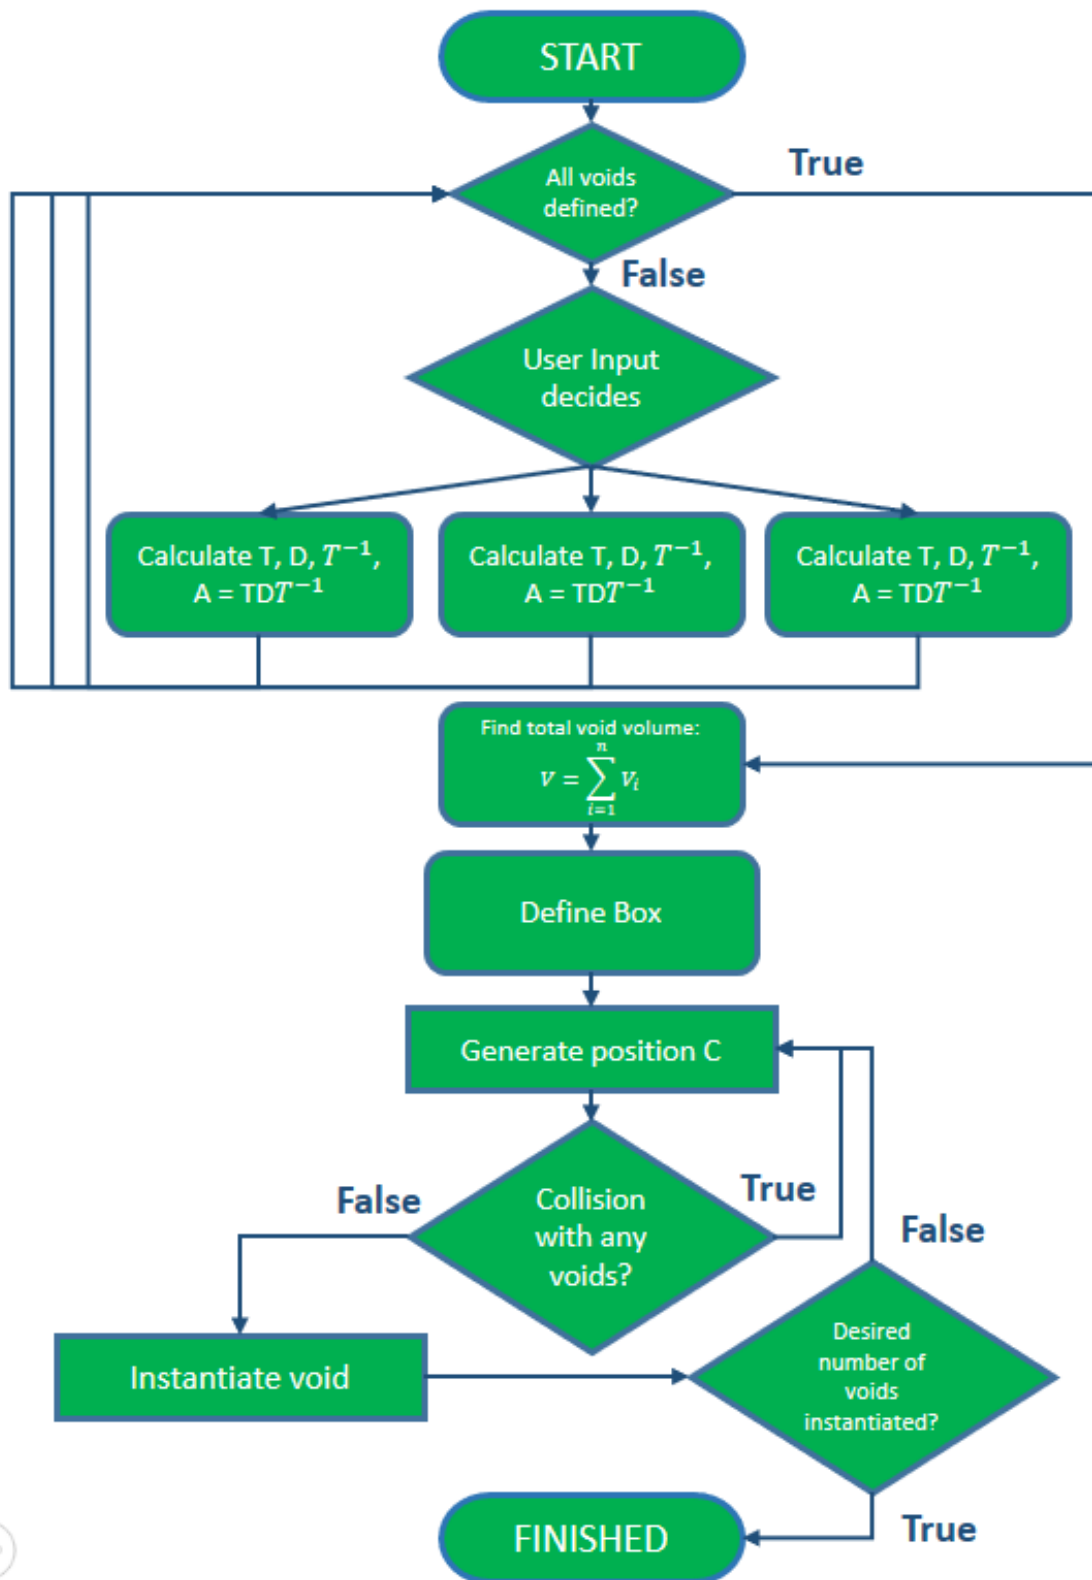 START
All voids
defined?
True
False
User Input
decides
Calculate T, D, T⁻¹,
A = TDT⁻¹
Calculate T, D, T⁻¹,
A = TDT⁻¹
Calculate T, D, T⁻¹,
A = TDT⁻¹
Find total void volume:
n
V = ∑ Vᵢ
i=1
Define Box
Generate position C
Collision
with any
voids?
False
True
False
Instantiate void
Desired
number of
voids
instantiated?
True
FINISHED